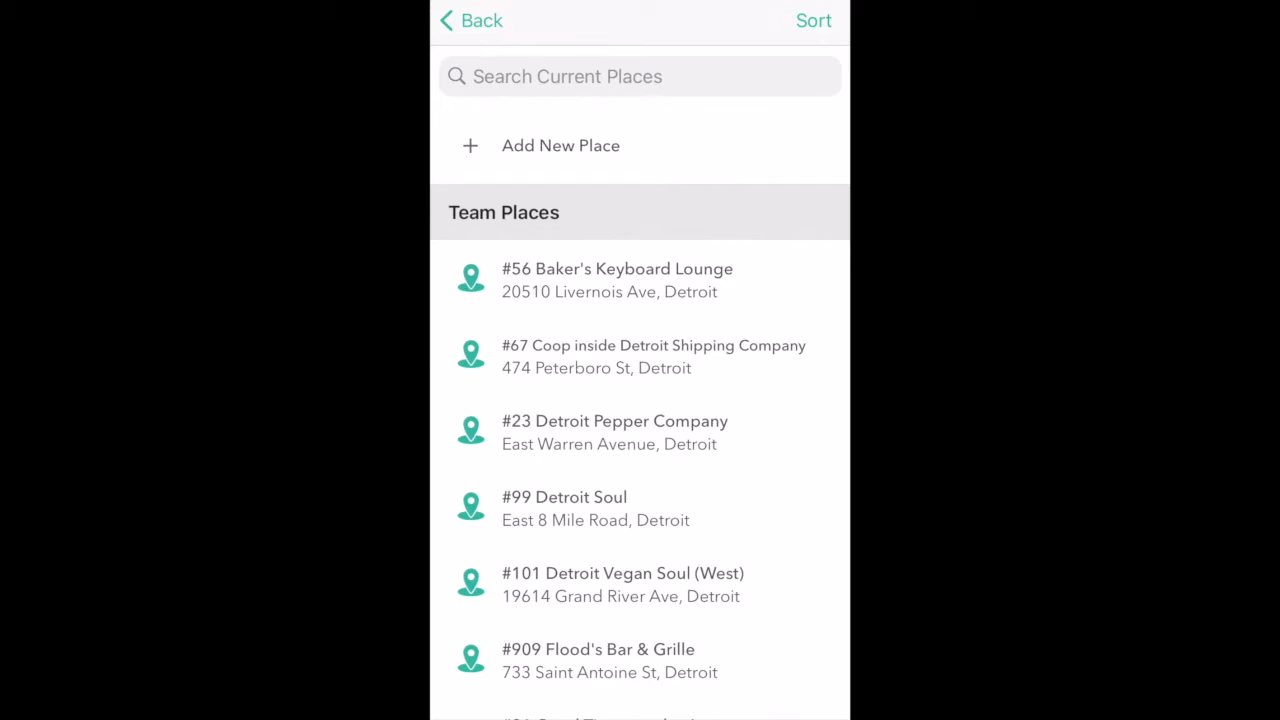 Back
Sort
Search Current Places
+ Add New Place
Team Places
#56 Baker's Keyboard Lounge
20510 Livernois Ave, Detroit
#67 Coop inside Detroit Shipping Company
474 Peterboro St, Detroit
#23 Detroit Pepper Company
East Warren Avenue, Detroit
#99 Detroit Soul
East 8 Mile Road, Detroit
#101 Detroit Vegan Soul (West)
19614 Grand River Ave, Detroit
#909 Flood's Bar & Grille
733 Saint Antoine St, Detroit